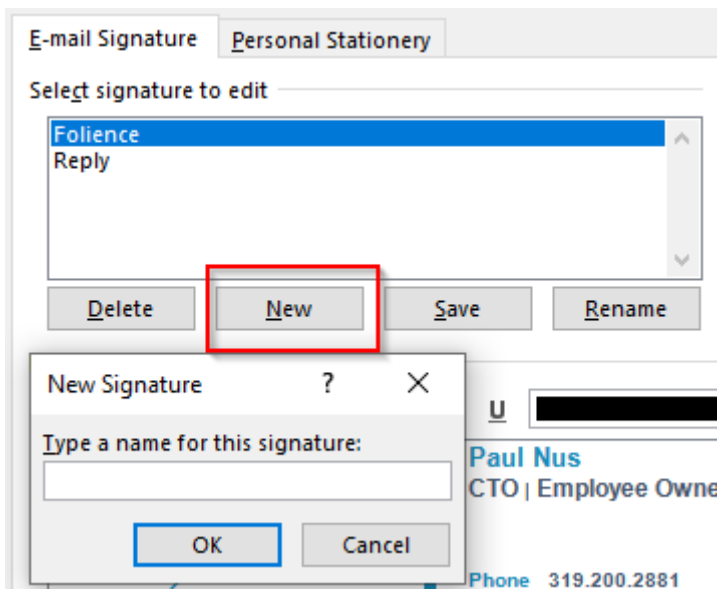 E-mail Signature Personal Stationery
Select signature to edit
Folience
Reply
Delete New Save Rename
New Signature ? ×
U
Type a name for this signature:
Paul Nus
CTO | Employee Owne
OK Cancel
Phone 319.200.2881